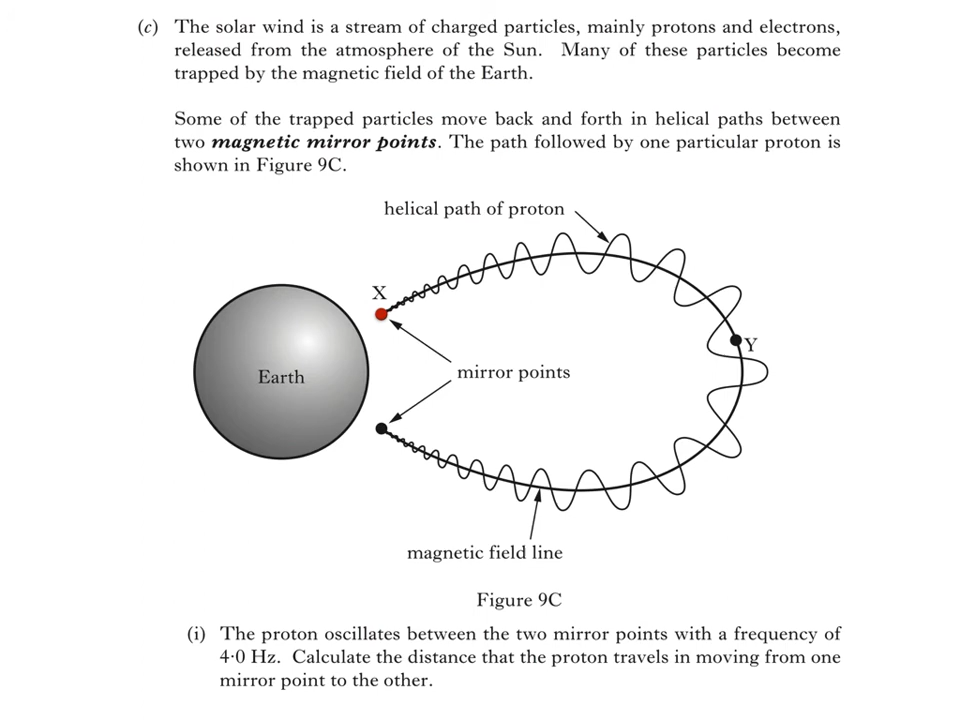 (c) The solar wind is a stream of charged particles, mainly protons and electrons,
released from the atmosphere of the Sun. Many of these particles become
trapped by the magnetic field of the Earth.
Some of the trapped particles move back and forth in helical paths between
two magnetic mirror points. The path followed by one particular proton is
shown in Figure 9C.
helical path of proton
X
Y
Earth
mirror points
magnetic field line
Figure 9C
(i) The proton oscillates between the two mirror points with a frequency of
4·0 Hz. Calculate the distance that the proton travels in moving from one
mirror point to the other.